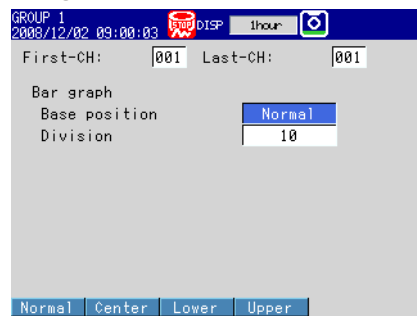 GROUP 1
2008/12/02 09:00:03 STOP DISP 1hour
First-CH: 001 Last-CH: 001
Bar graph
Base position Normal
Division 10
Normal Center Lower Upper